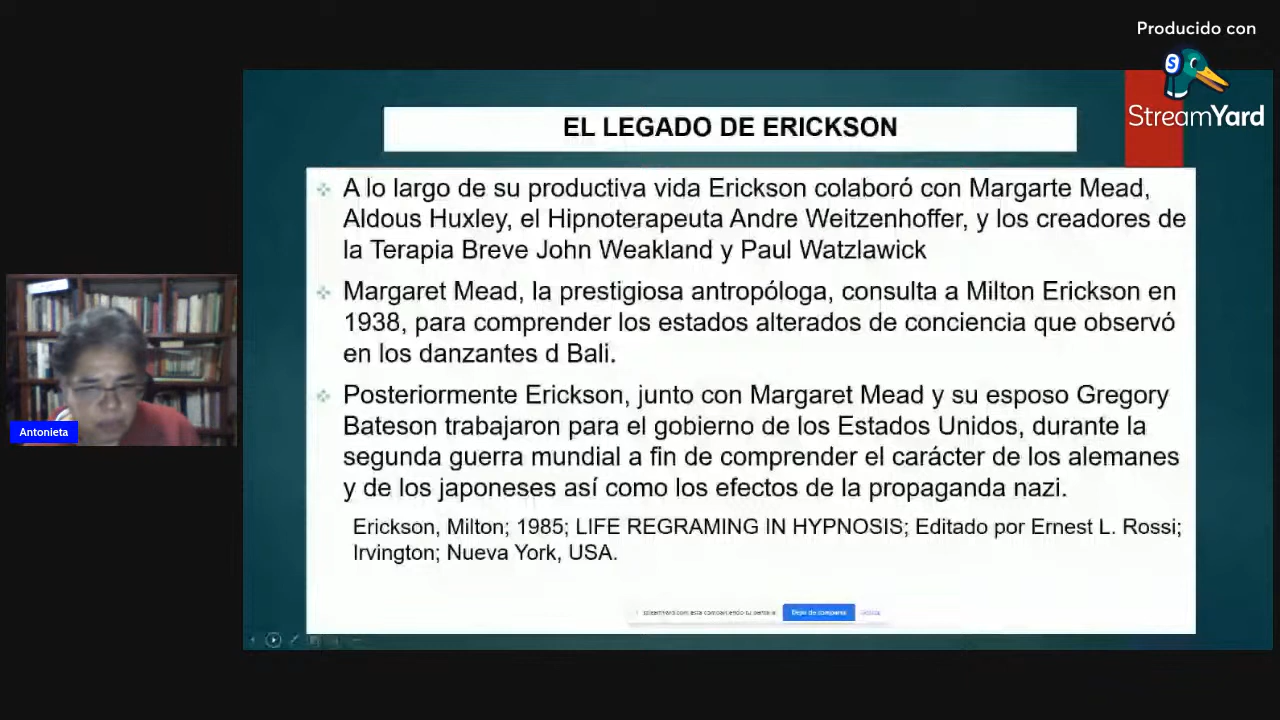 Producido con
StreamYard
EL LEGADO DE ERICKSON
A lo largo de su productiva vida Erickson colaboró con Margarte Mead,
Aldous Huxley, el Hipnoterapeuta Andre Weitzenhoffer, y los creadores de
la Terapia Breve John Weakland y Paul Watzlawick
Margaret Mead, la prestigiosa antropóloga, consulta a Milton Erickson en
1938, para comprender los estados alterados de conciencia que observó
en los danzantes d Bali.
Posteriormente Erickson, junto con Margaret Mead y su esposo Gregory
Bateson trabajaron para el gobierno de los Estados Unidos, durante la
segunda guerra mundial a fin de comprender el carácter de los alemanes
y de los japoneses así como los efectos de la propaganda nazi.
Erickson, Milton; 1985; LIFE REGRAMING IN HYPNOSIS; Editado por Ernest L. Rossi;
Irvington; Nueva York, USA.
Antonieta